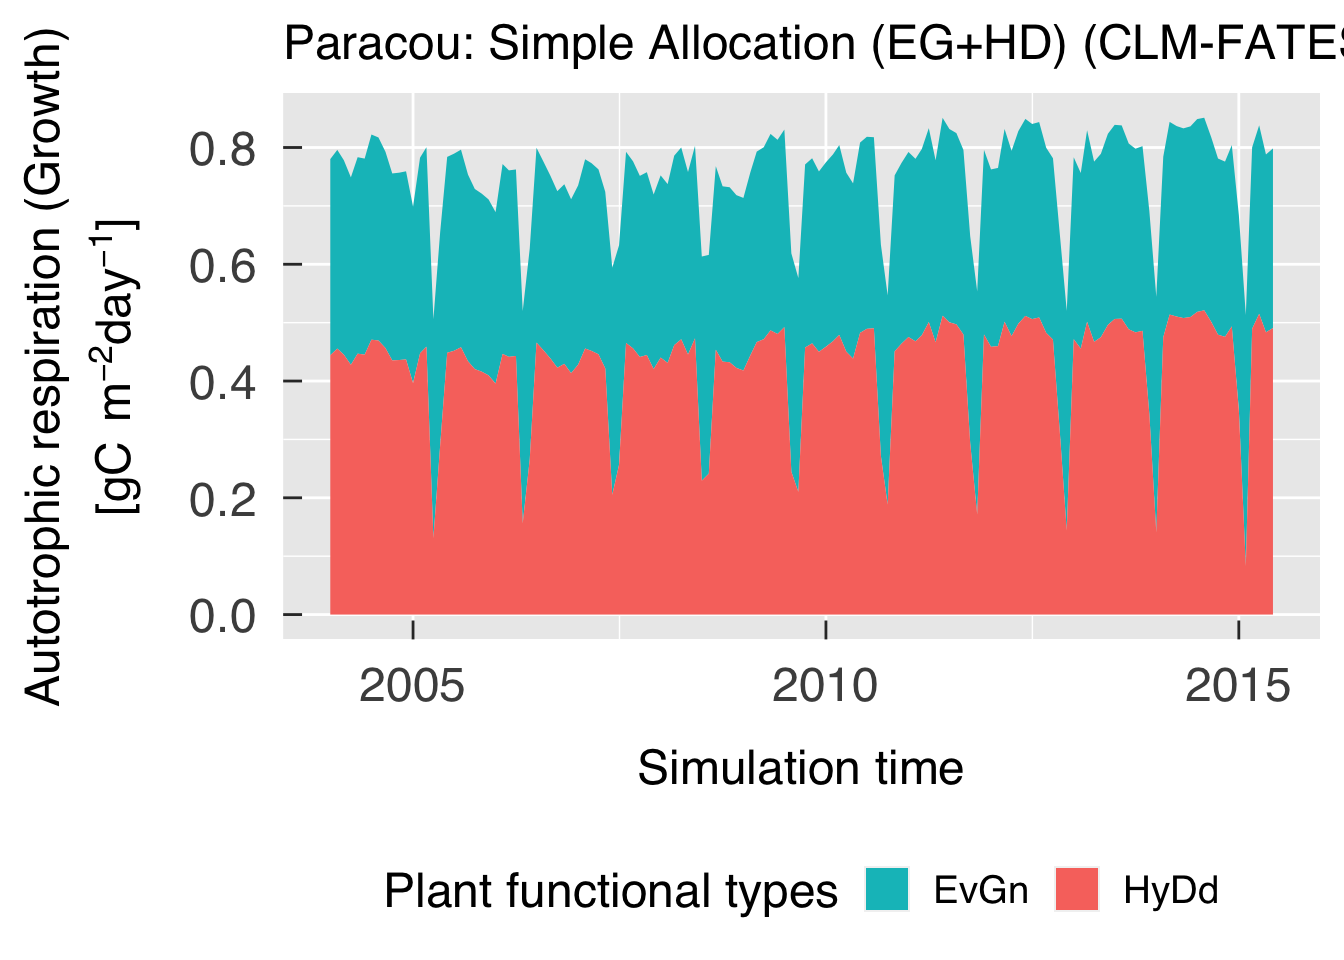 Paracou: Simple Allocation (EG+HD) (CLM-FATES
Autotrophic respiration (Growth)
[gC m⁻²day⁻¹]
0.8
0.6
0.4
0.2
0.0
2005 2010 2015
Simulation time
Plant functional types EvGn HyDd